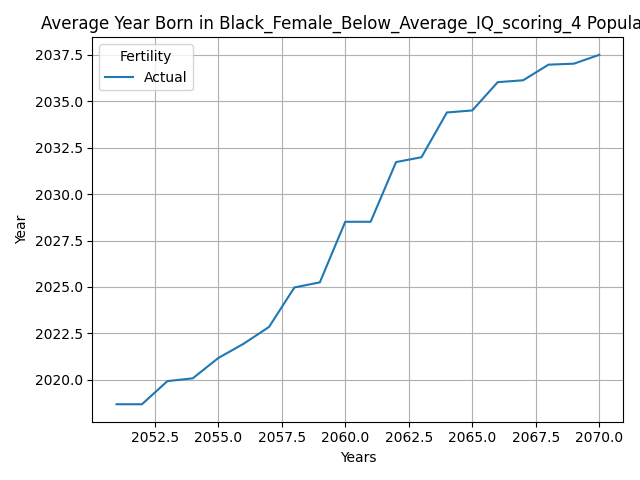 Average Year Born in Black_Female_Below_Average_IQ_scoring_4 Popula
Fertility
Actual
2037.5
2035.0
2032.5
2030.0
2027.5
2025.0
2022.5
2020.0
Year
2052.5 2055.0 2057.5 2060.0 2062.5 2065.0 2067.5 2070.0
Years